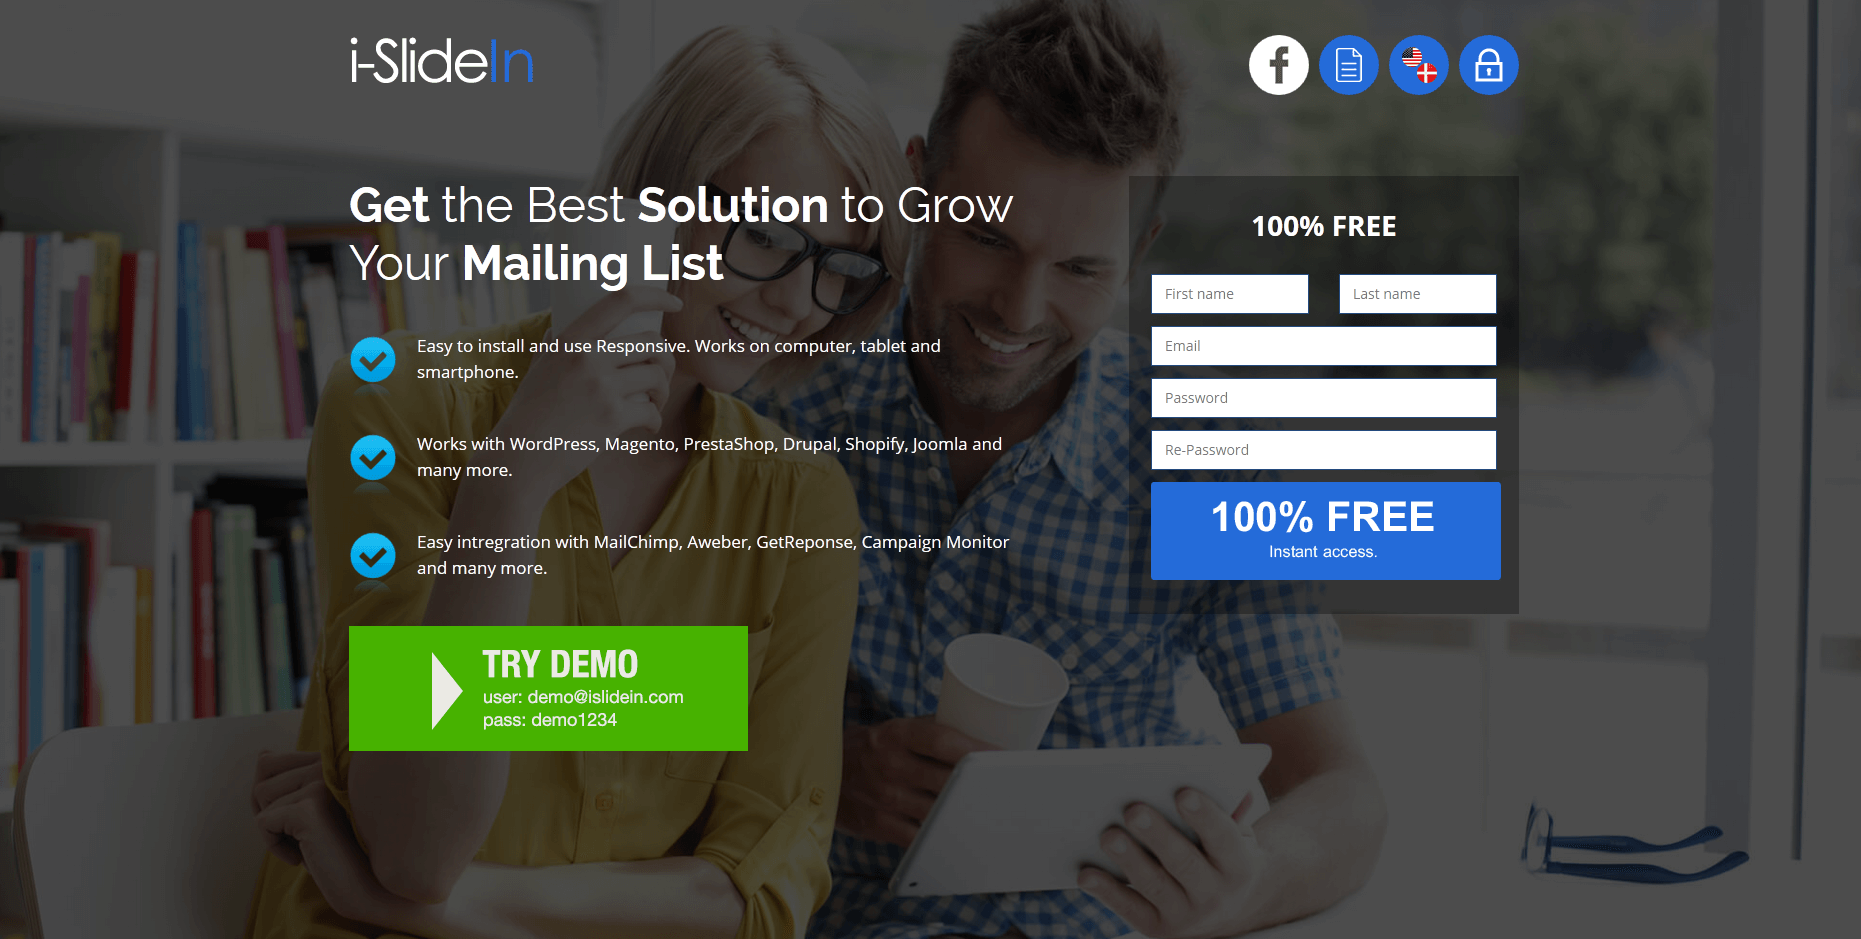 i-SlideIn
Get the Best Solution to Grow
Your Mailing List
Easy to install and use Responsive. Works on computer, tablet and
smartphone.
Works with WordPress, Magento, PrestaShop, Drupal, Shopify, Joomla and
many more.
Easy intregration with MailChimp, Aweber, GetReponse, Campaign Monitor
and many more.
TRY DEMO
user: demo@islidein.com
pass: demo1234
100% FREE
First name
Last name
Email
Password
Re-Password
100% FREE
Instant access.